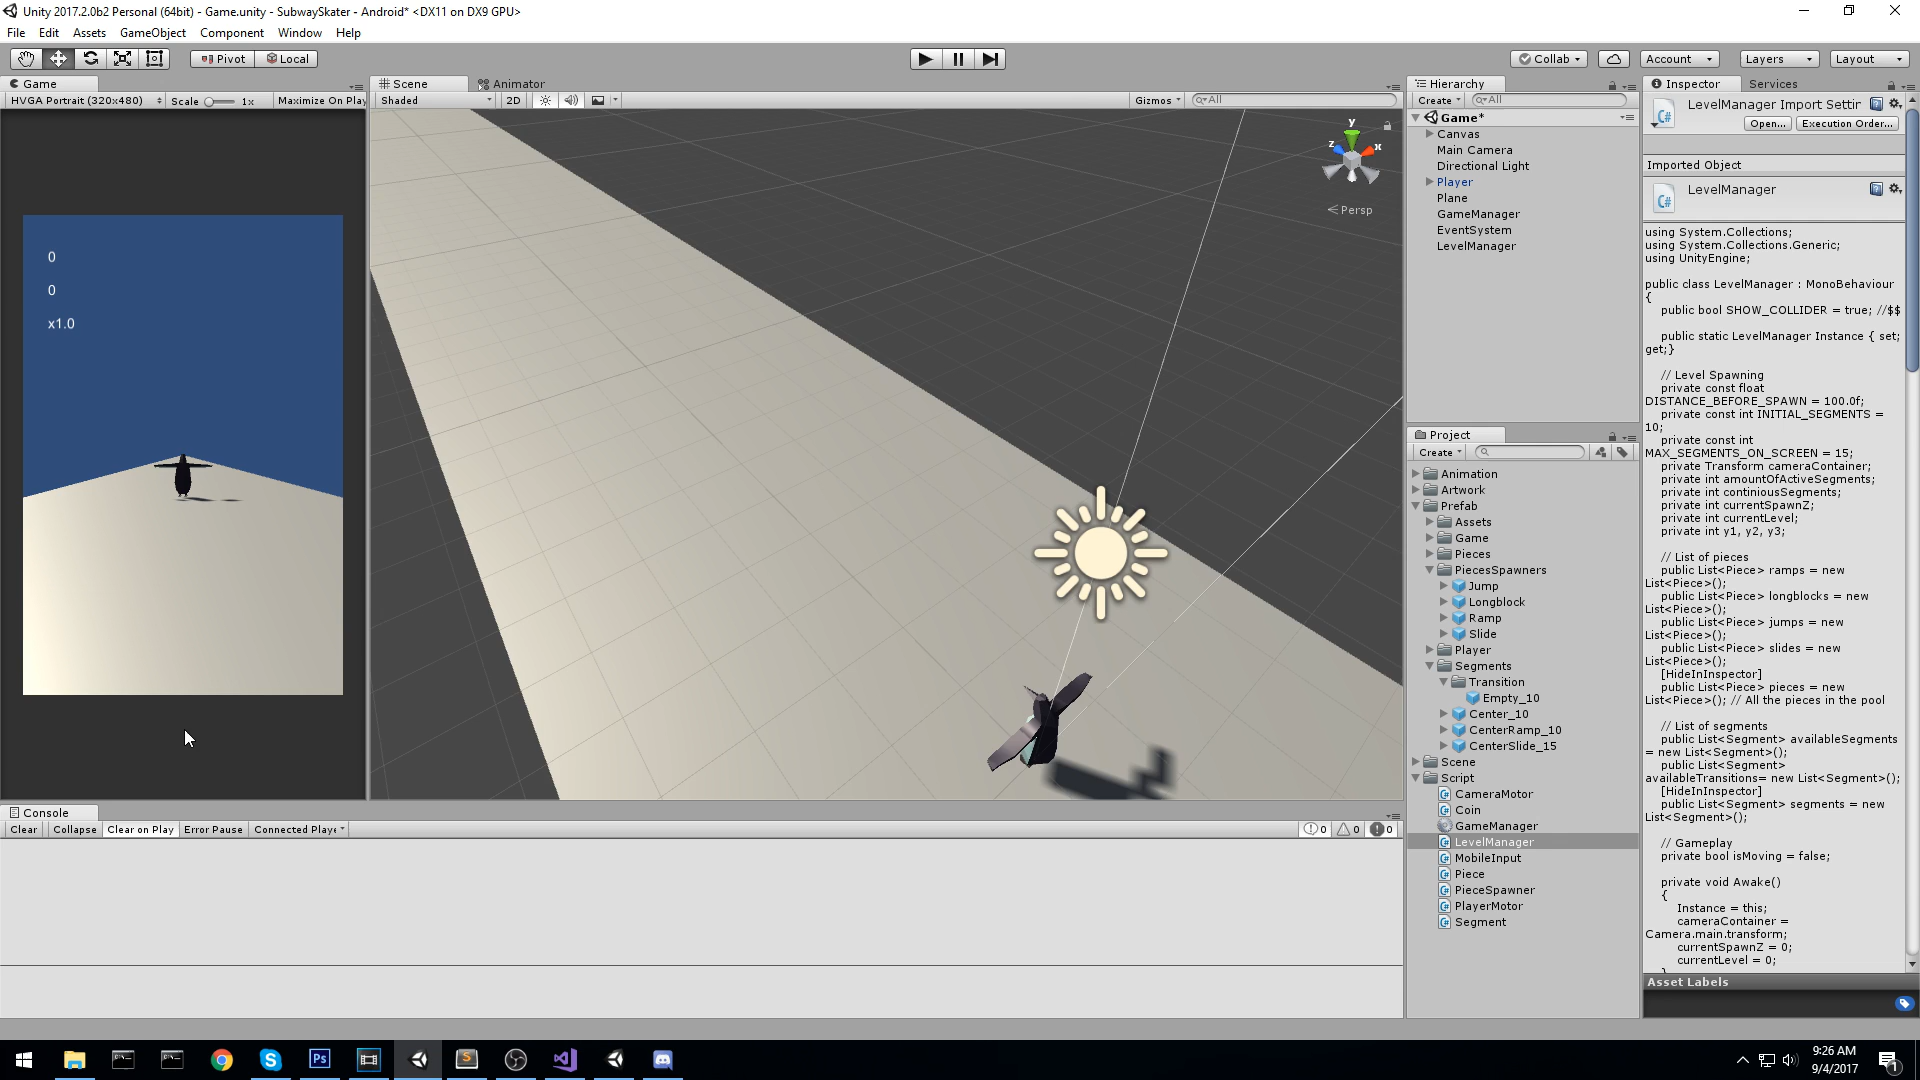 Unity 2017.2.0b2 Personal (64bit) - Game.unity - SubwaySkater - Android* <DX11 on DX9 GPU>
File Edit Assets GameObject Component Window Help
Pivot Local
Collab Account Layers Layout
Game
HVGA Portrait (320x480) Scale 1x Maximize On Play
0
0
x1.0
Scene Animator
Shaded 2D Gizmos All
y
z x
Persp
Console
Clear Collapse Clear on Play Error Pause Connected Playe
0 0 0
Hierarchy
Create All
Game*
Canvas
Main Camera
Directional Light
Player
Plane
GameManager
EventSystem
LevelManager
Project
Create
Animation
Artwork
Prefab
Assets
Game
Pieces
PiecesSpawners
Jump
Longblock
Ramp
Slide
Player
Segments
Transition
Empty_10
Center_10
CenterRamp_10
CenterSlide_15
Scene
Script
CameraMotor
Coin
GameManager
LevelManager
MobileInput
Piece
PieceSpawner
PlayerMotor
Segment
Inspector Services
LevelManager Import Settir
Open... Execution Order...
Imported Object
LevelManager
using System.Collections;
using System.Collections.Generic;
using UnityEngine;
public class LevelManager : MonoBehaviour
{
public bool SHOW_COLLIDER = true; //$$
public static LevelManager Instance { set;
get;}
// Level Spawning
private const float
DISTANCE_BEFORE_SPAWN = 100.0f;
private const int INITIAL_SEGMENTS =
10;
private const int
MAX_SEGMENTS_ON_SCREEN = 15;
private Transform cameraContainer;
private int amountOfActiveSegments;
private int continiousSegments;
private int currentSpawnZ;
private int currentLevel;
private int y1, y2, y3;
// List of pieces
public List<Piece> ramps = new
List<Piece>();
public List<Piece> longblocks = new
List<Piece>();
public List<Piece> jumps = new
List<Piece>();
public List<Piece> slides = new
List<Piece>();
[HideInInspector]
public List<Piece> pieces = new
List<Piece>(); // All the pieces in the pool
// List of segments
public List<Segment> availableSegments
= new List<Segment>();
public List<Segment>
availableTransitions= new List<Segment>();
[HideInInspector]
public List<Segment> segments = new
List<Segment>();
// Gameplay
private bool isMoving = false;
private void Awake()
{
Instance = this;
cameraContainer =
Camera.main.transform;
currentSpawnZ = 0;
currentLevel = 0;
}
Asset Labels
9:26 AM
9/4/2017
1